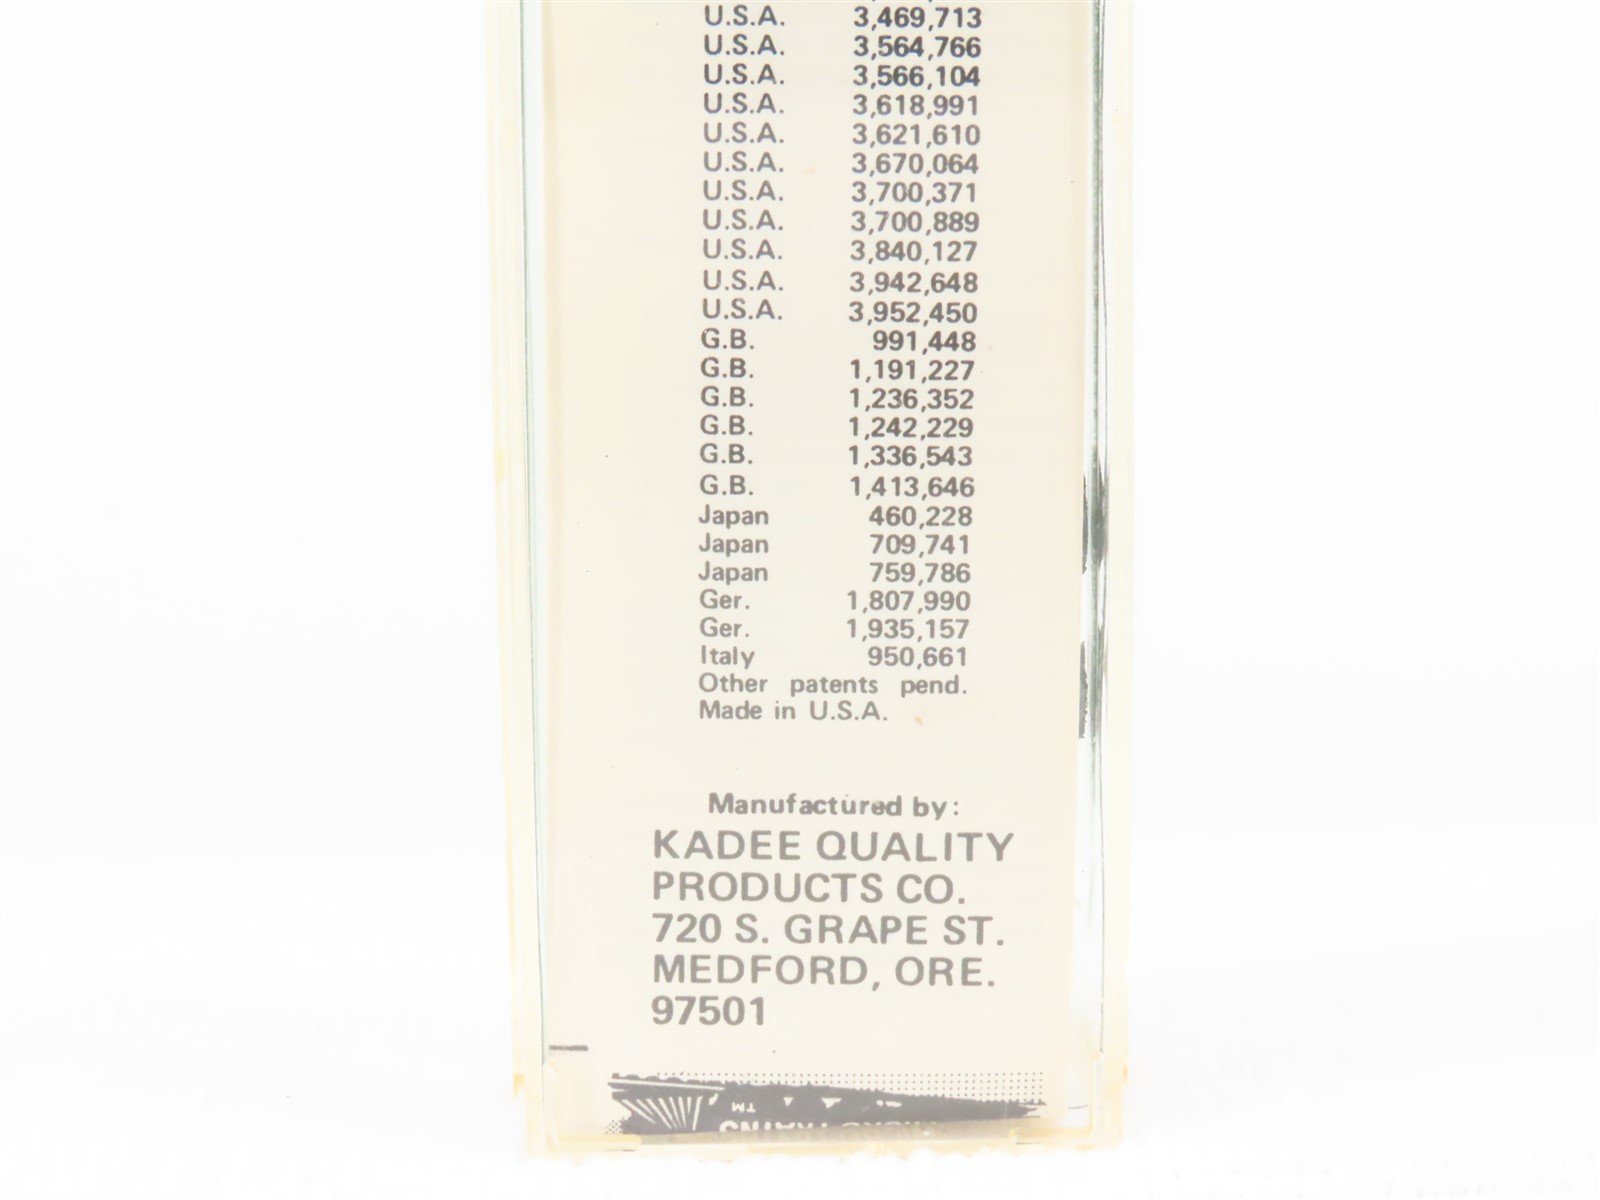 U.S.A. 3,469,713
U.S.A. 3,564,766
U.S.A. 3,566,104
U.S.A. 3,618,991
U.S.A. 3,621,610
U.S.A. 3,670,064
U.S.A. 3,700,371
U.S.A. 3,700,889
U.S.A. 3,840,127
U.S.A. 3,942,648
U.S.A. 3,952,450
G.B. 991,448
G.B. 1,191,227
G.B. 1,236,352
G.B. 1,242,229
G.B. 1,336,543
G.B. 1,413,646
Japan 460,228
Japan 709,741
Japan 759,786
Ger. 1,807,990
Ger. 1,935,157
Italy 950,661
Other patents pend.
Made in U.S.A.
Manufactured by:
KADEE QUALITY
PRODUCTS CO.
720 S. GRAPE ST.
MEDFORD, ORE.
97501
TM